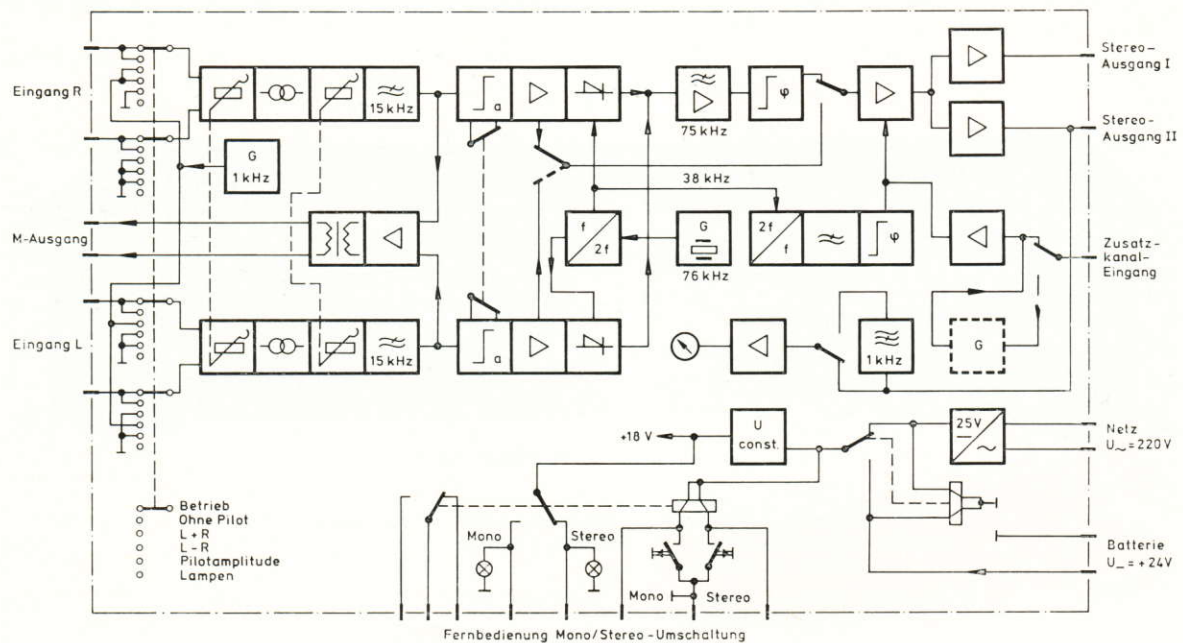 Stereo-
Ausgang I
Eingang R
15 kHz
a
75 kHz
φ
Stereo-
Ausgang II
G
1 kHz
38 kHz
M-Ausgang
f
2f
G
76 kHz
2f
f
φ
Zusatz-
kanal-
Eingang
Eingang L
15 kHz
a
1 kHz
G
+18 V
U
const.
25V
Netz
U~ = 220V
Betrieb
Ohne Pilot
L + R
L - R
Pilotamplitude
Lampen
Mono
Stereo
Mono
Stereo
Batterie
U_ = +24V
Fernbedienung Mono/Stereo-Umschaltung